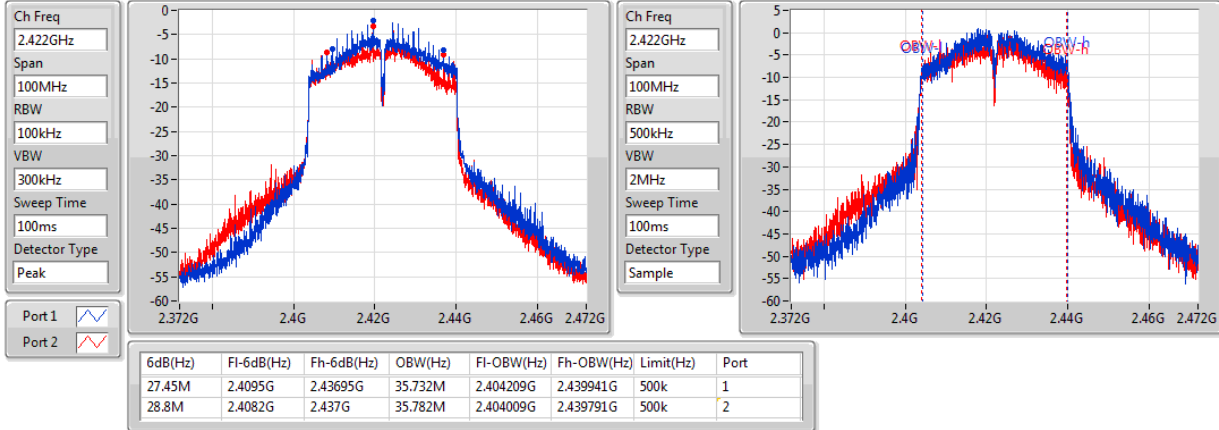 Ch Freq
2.422GHz
Span
100MHz
RBW
100kHz
VBW
300kHz
Sweep Time
100ms
Detector Type
Peak
Port 1
Port 2
0
-5
-10
-15
-20
-25
-30
-35
-40
-45
-50
-55
-60
2.372G 2.4G 2.42G 2.44G 2.472G
Ch Freq
2.422GHz
Span
100MHz
RBW
500kHz
VBW
2MHz
Sweep Time
100ms
Detector Type
Sample
5
0
-5
-10
-15
-20
-25
-30
-35
-40
-45
-50
-55
-60
OBW-l OBW-h
OBW-l OBW-h
2.372G 2.4G 2.42G 2.44G 2.46G 2.472G
6dB(Hz) Fl-6dB(Hz) Fh-6dB(Hz) OBW(Hz) Fl-OBW(Hz) Fh-OBW(Hz) Limit(Hz) Port
27.45M 2.4095G 2.43695G 35.732M 2.404209G 2.439941G 500k 1
28.8M 2.4082G 2.437G 35.782M 2.404009G 2.439791G 500k 2